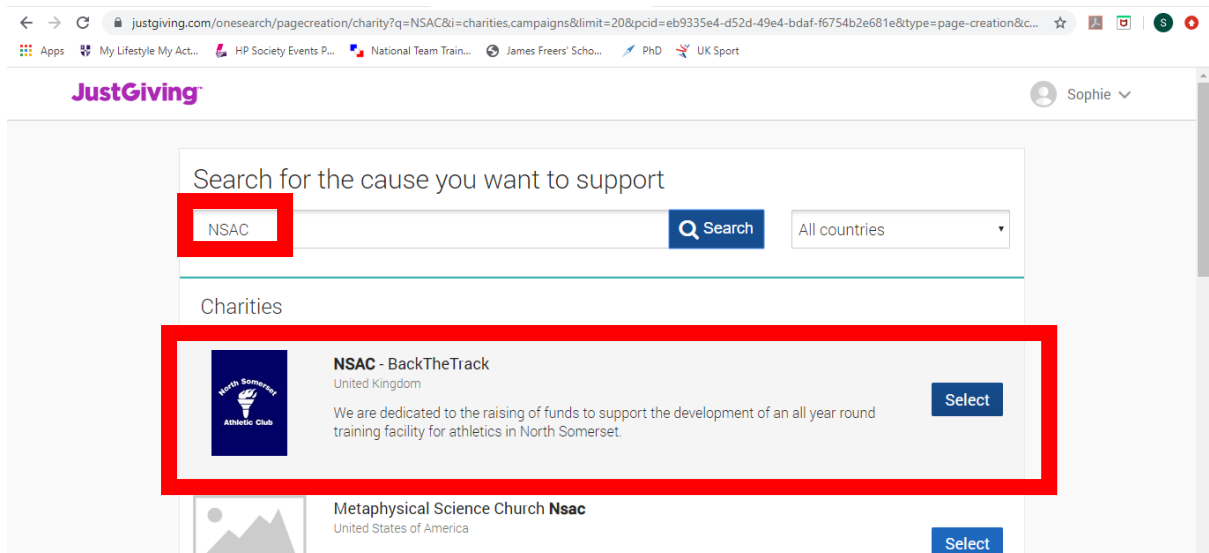 justgiving.com/onesearch/pagecreation/charity?q=NSAC&i=charities,campaigns&limit=20&pcid=eb9335e4-d52d-49e4-bdaf-f6754b2e681e&type=page-creation&c...
S
Apps My Lifestyle My Act... HP Society Events P... National Team Train... James Freers' Scho... PhD UK Sport
JustGiving™
Sophie
Search for the cause you want to support
NSAC Search All countries
Charities
North Somerset
Athletic Club
NSAC - BackTheTrack
United Kingdom
We are dedicated to the raising of funds to support the development of an all year round
training facility for athletics in North Somerset.
Select
Metaphysical Science Church Nsac
United States of America
Select